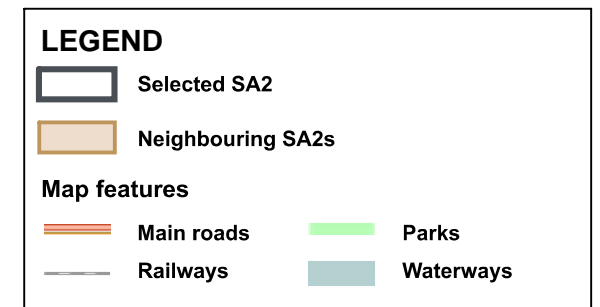 LEGEND
Selected SA2
Neighbouring SA2s
Map features
Main roads
Parks
Railways
Waterways